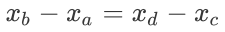 x_b − x_a = x_d − x_c